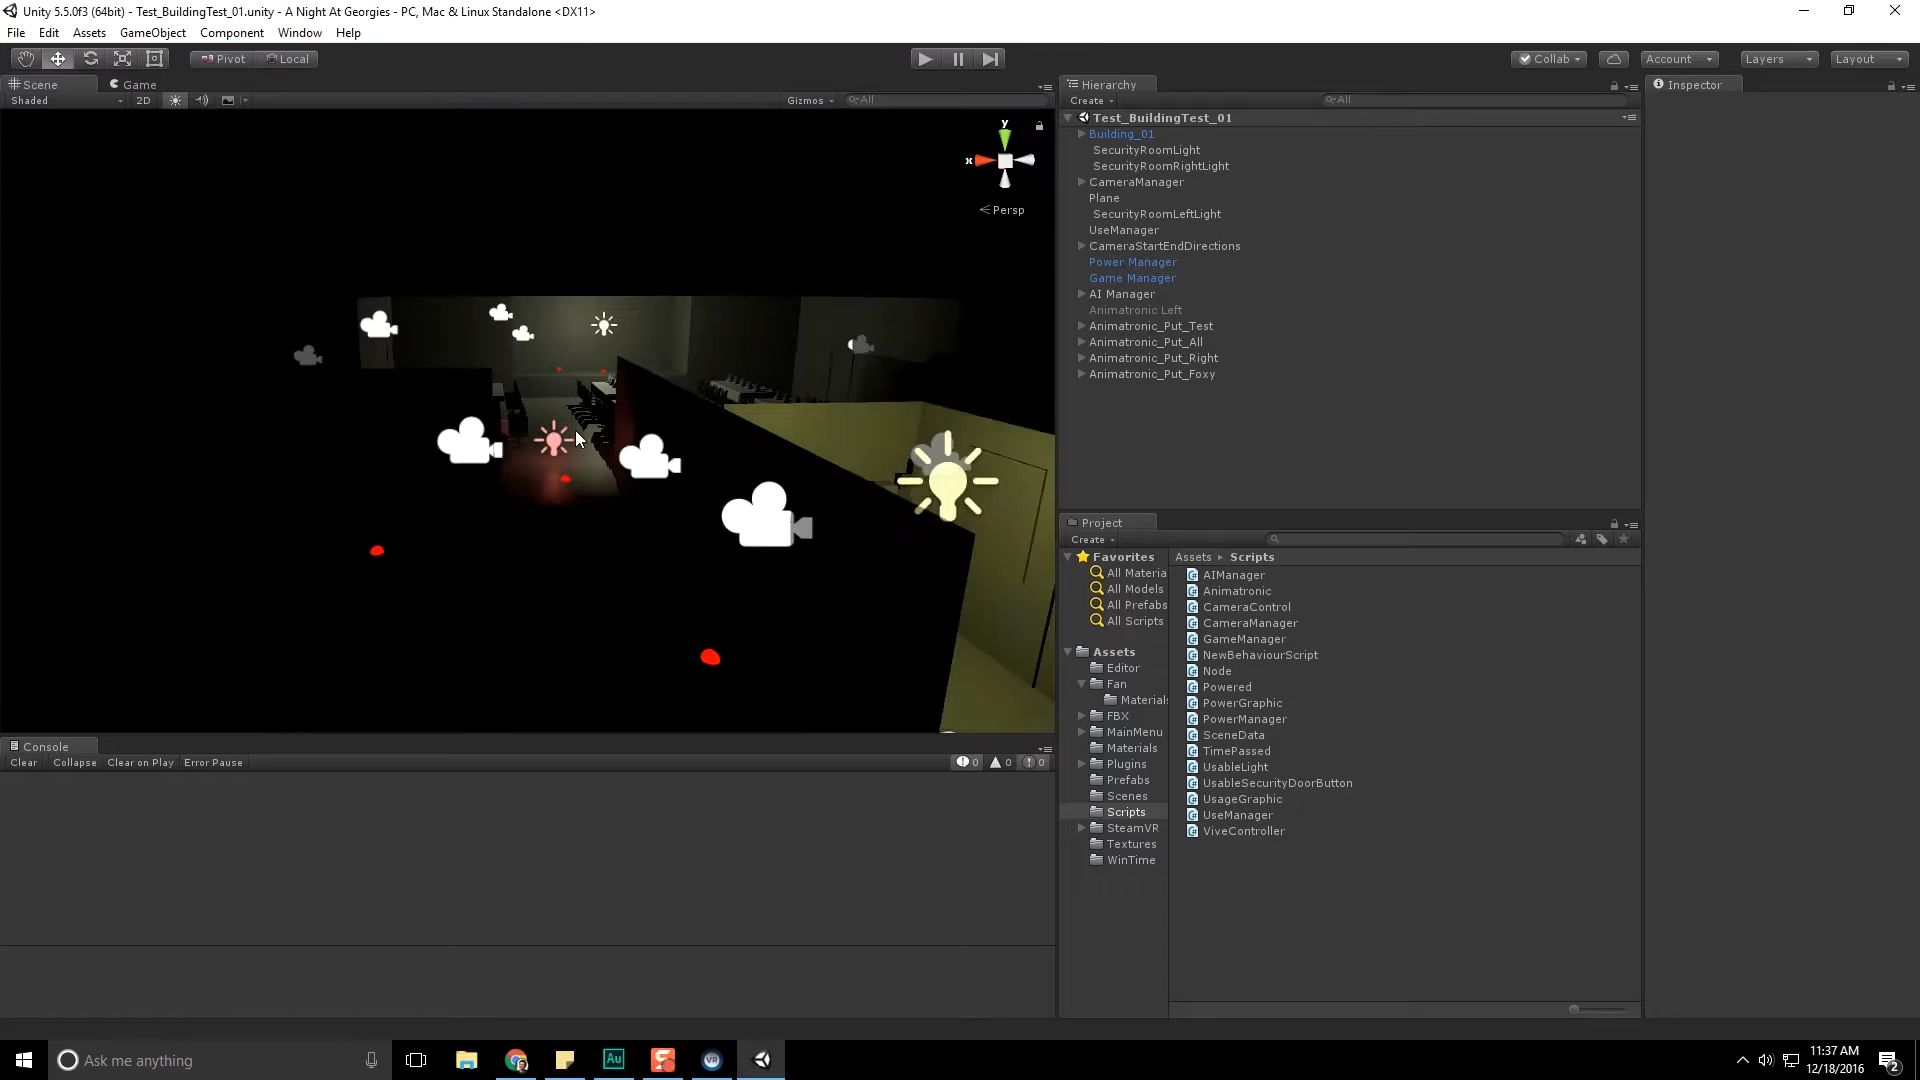 Unity 5.5.0f3 (64bit) - Test_BuildingTest_01.unity - A Night At Georgies - PC, Mac & Linux Standalone <DX11>
File Edit Assets GameObject Component Window Help
Pivot Local
Collab Account Layers Layout
Scene Game
Shaded 2D Gizmos All
y
x
Persp
Hierarchy
Create All
Test_BuildingTest_01
Building_01
SecurityRoomLight
SecurityRoomRightLight
CameraManager
Plane
SecurityRoomLeftLight
UseManager
CameraStartEndDirections
Power Manager
Game Manager
AI Manager
Animatronic Left
Animatronic_Put_Test
Animatronic_Put_All
Animatronic_Put_Right
Animatronic_Put_Foxy
Inspector
Project
Create
Favorites
All Materia
All Models
All Prefabs
All Scripts
Assets
Editor
Fan
Material
FBX
MainMenu
Materials
Plugins
Prefabs
Scenes
Scripts
SteamVR
Textures
WinTime
Assets Scripts
AIManager
Animatronic
CameraControl
CameraManager
GameManager
NewBehaviourScript
Node
Powered
PowerGraphic
PowerManager
SceneData
TimePassed
UsableLight
UsableSecurityDoorButton
UsageGraphic
UseManager
ViveController
Console
Clear Collapse Clear on Play Error Pause 0 0 0
Ask me anything
Au
VR
11:37 AM
12/18/2016
2